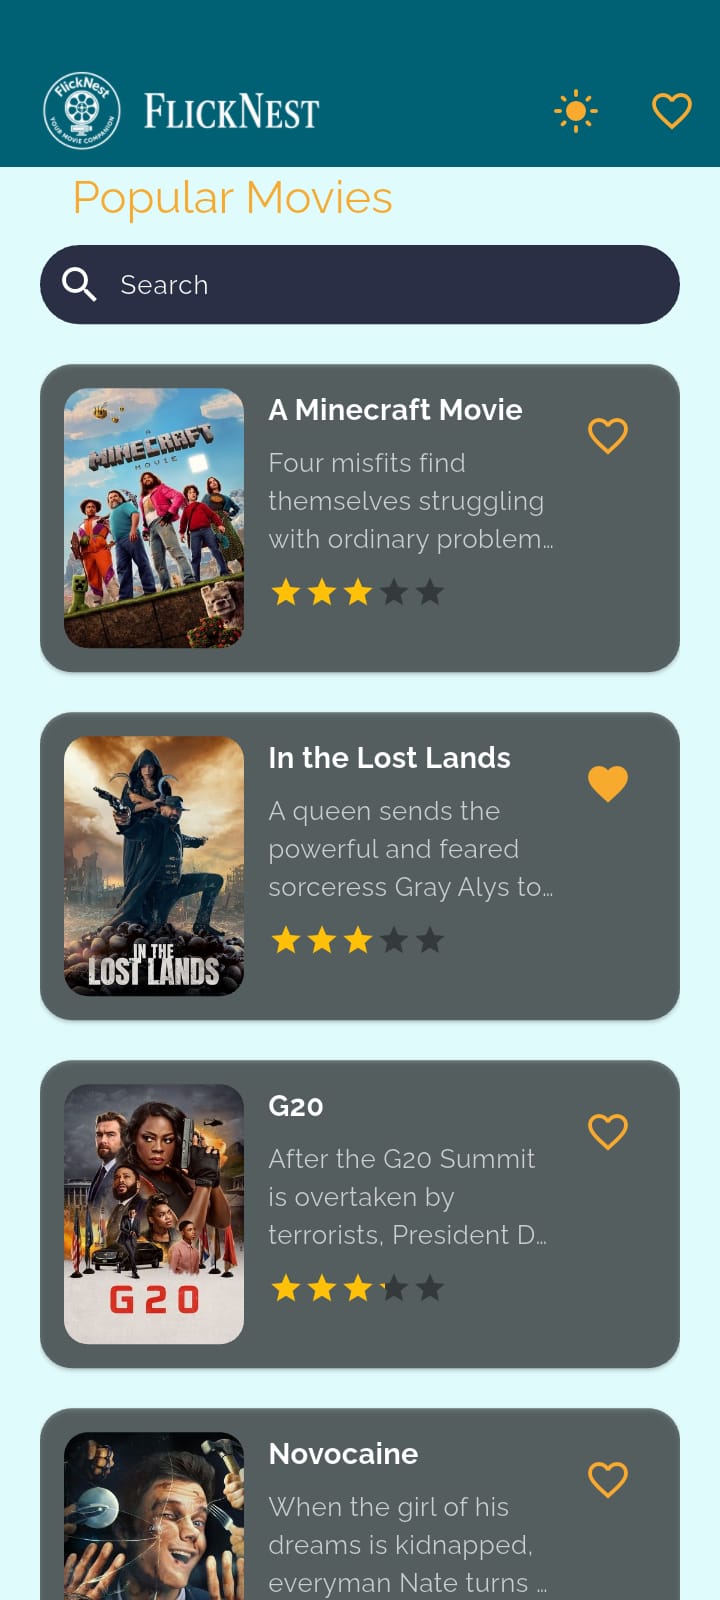 FlickNest
YOUR MOVIE COMPANION
FLICKNEST
Popular Movies
Search
A
MINECRAFT
MOVIE
A Minecraft Movie
Four misfits find
themselves struggling
with ordinary problem...
IN THE
LOST LANDS
In the Lost Lands
A queen sends the
powerful and feared
sorceress Gray Alys to...
G20
G20
After the G20 Summit
is overtaken by
terrorists, President D...
Novocaine
When the girl of his
dreams is kidnapped,
everyman Nate turns ...